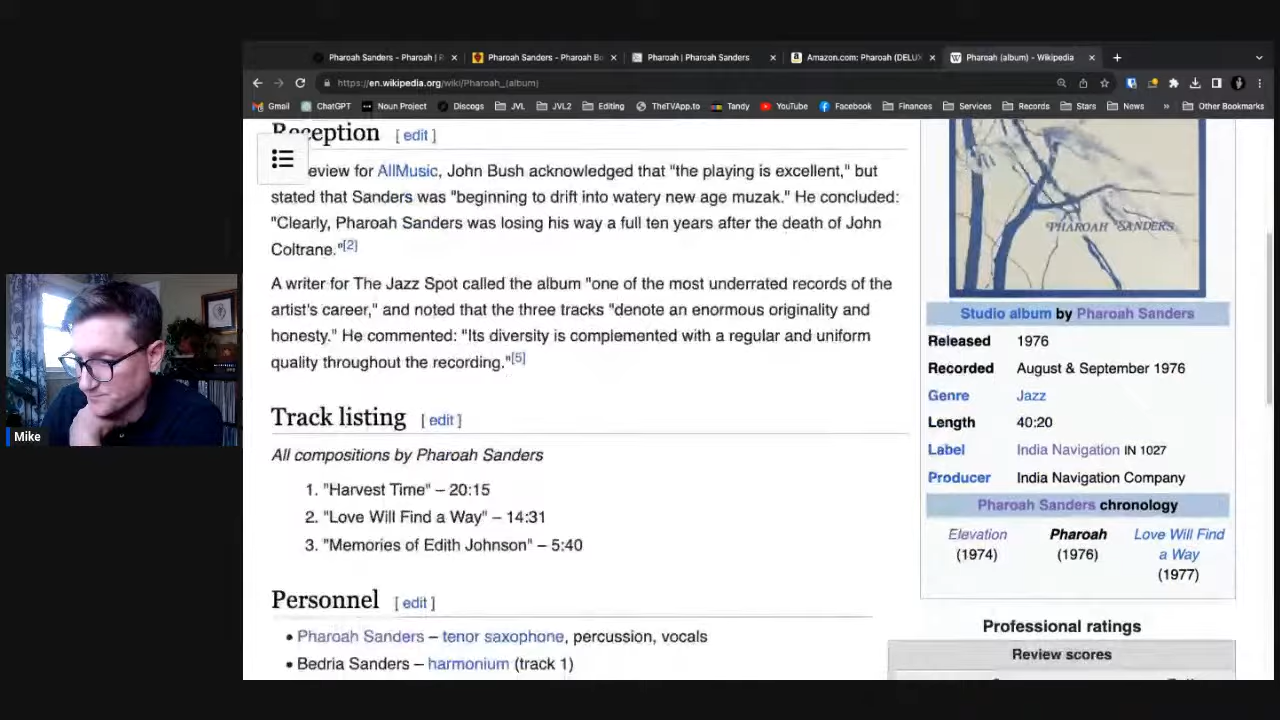 Pharoah Sanders - Pharoah | R
Pharoah Sanders - Pharoah Bo
Pharoah | Pharoah Sanders
Amazon.com: Pharoah (DELUX
Pharoah (album) - Wikipedia
https://en.wikipedia.org/wiki/Pharoah_(album)
Gmail ChatGPT Noun Project Discogs JVL JVL2 Editing TheTVApp.to Tandy YouTube Facebook Finances Services Records Stars News » Other Bookmarks
Reception [ edit ]
eview for AllMusic, John Bush acknowledged that "the playing is excellent," but
stated that Sanders was "beginning to drift into watery new age muzak." He concluded:
"Clearly, Pharoah Sanders was losing his way a full ten years after the death of John
Coltrane."[2]
A writer for The Jazz Spot called the album "one of the most underrated records of the
artist's career," and noted that the three tracks "denote an enormous originality and
honesty." He commented: "Its diversity is complemented with a regular and uniform
quality throughout the recording."[5]
Track listing [ edit ]
All compositions by Pharoah Sanders
1. "Harvest Time" – 20:15
2. "Love Will Find a Way" – 14:31
3. "Memories of Edith Johnson" – 5:40
Personnel [ edit ]
• Pharoah Sanders – tenor saxophone, percussion, vocals
• Bedria Sanders – harmonium (track 1)
PHAROAH SANDERS
Studio album by Pharoah Sanders
Released 1976
Recorded August & September 1976
Genre Jazz
Length 40:20
Label India Navigation IN 1027
Producer India Navigation Company
Pharoah Sanders chronology
Elevation
(1974)
Pharoah
(1976)
Love Will Find
a Way
(1977)
Professional ratings
Review scores
Mike